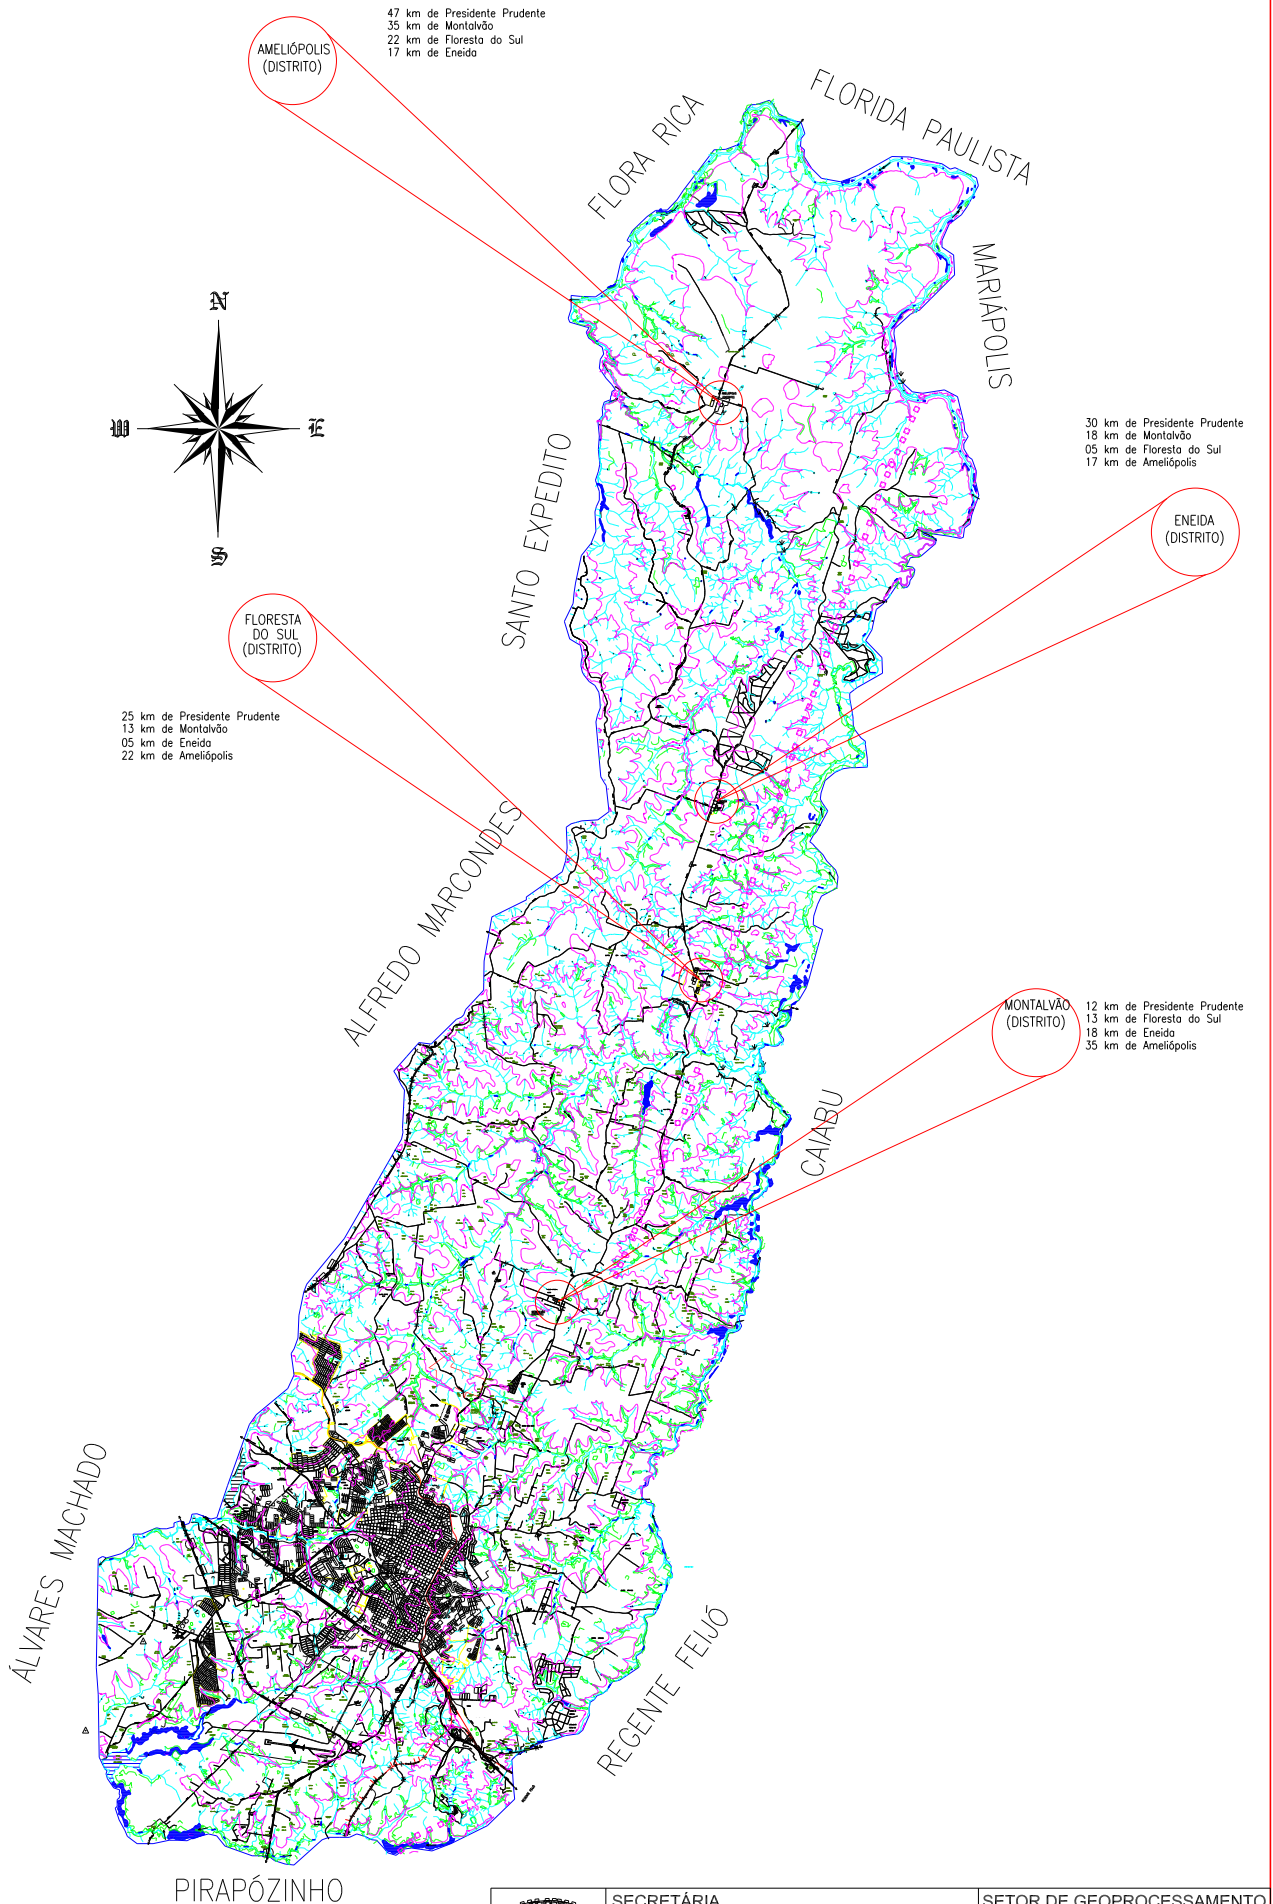 47 km de Presidente Prudente
35 km de Montalvão
22 km de Floresta do Sul
17 km de Eneida
AMELIÓPOLIS
(DISTRITO)
FLORIDA PAULISTA
FLORA RICA
MARIÁPOLIS
N
W
E
S
SANTO EXPEDITO
30 km de Presidente Prudente
18 km de Montalvão
05 km de Floresta do Sul
17 km de Ameliópolis
ENEIDA
(DISTRITO)
FLORESTA
DO SUL
(DISTRITO)
25 km de Presidente Prudente
13 km de Montalvão
05 km de Eneida
22 km de Ameliópolis
ALFREDO MARCONDES
MONTALVÃO
(DISTRITO)
12 km de Presidente Prudente
13 km de Floresta do Sul
18 km de Eneida
35 km de Ameliópolis
CAIABU
ÁLVARES MACHADO
REGENTE FEIJÓ
PIRAPÓZINHO
SECRETÁRIA
SETOR DE GEOPROCESSAMENTO